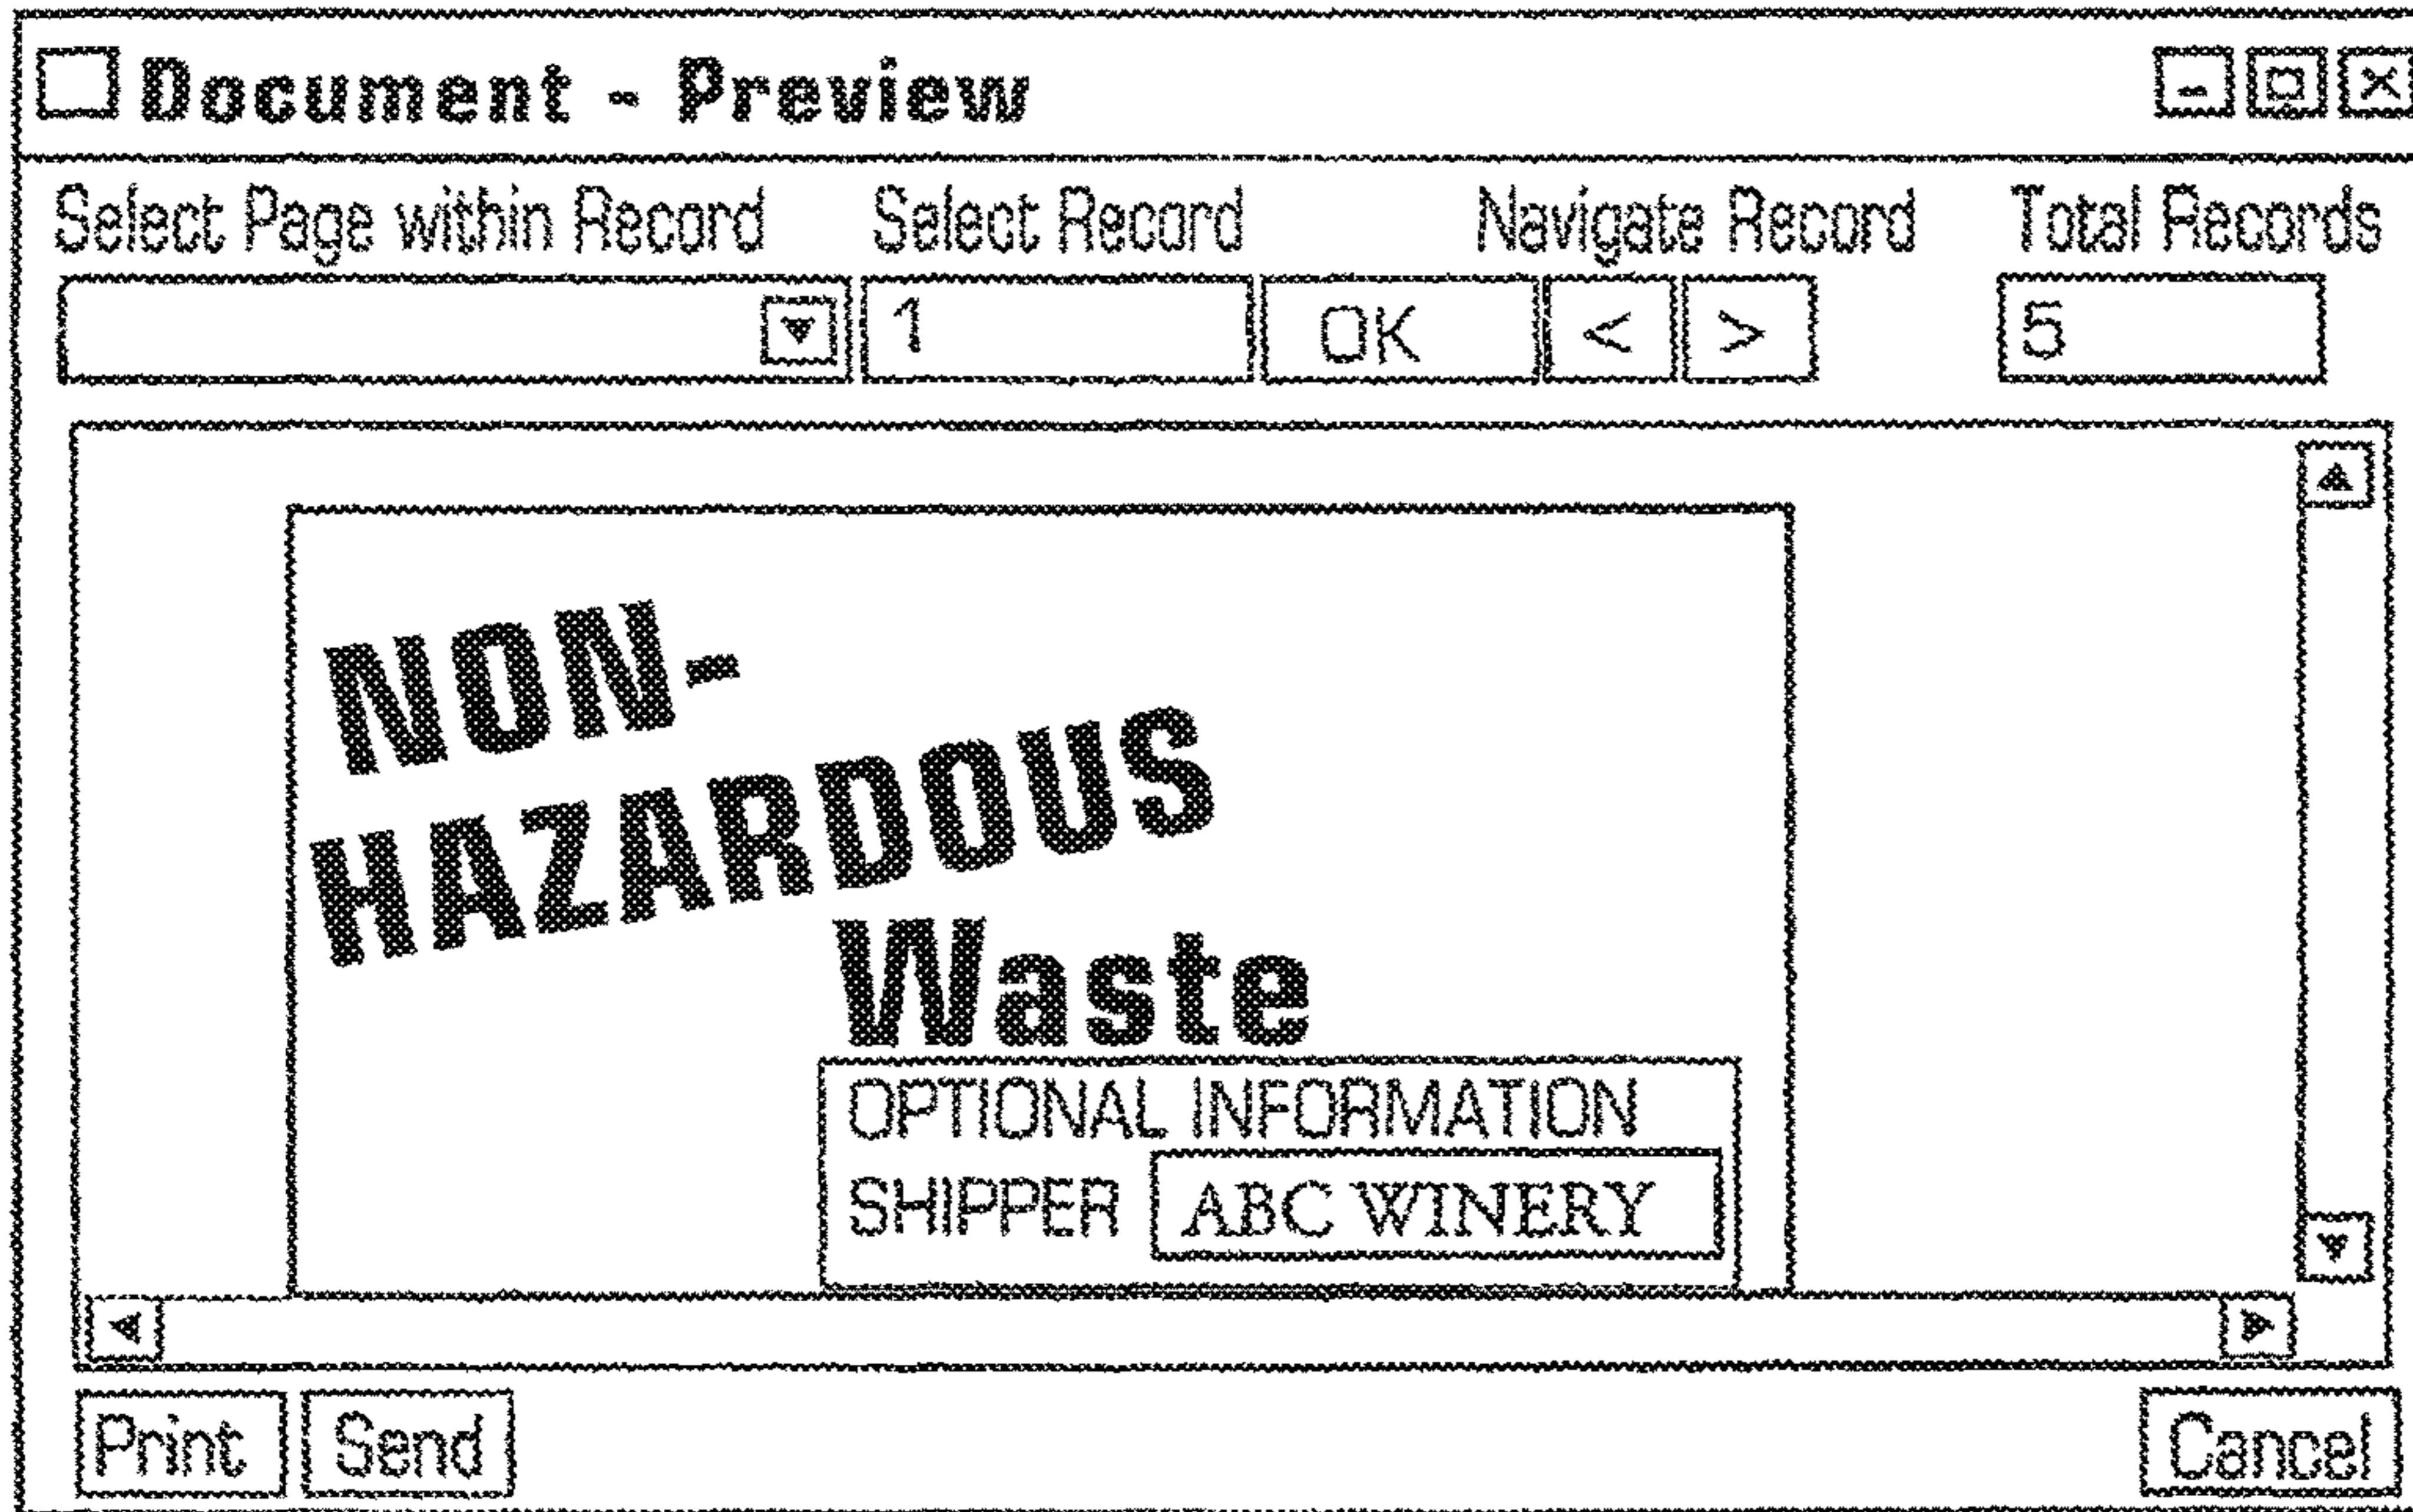 Document - Preview
Select Page within Record Select Record Navigate Record Total Records
1 OK < > 5
NON-
HAZARDOUS
Waste
OPTIONAL INFORMATION
SHIPPER ABC WINERY
Print Send Cancel